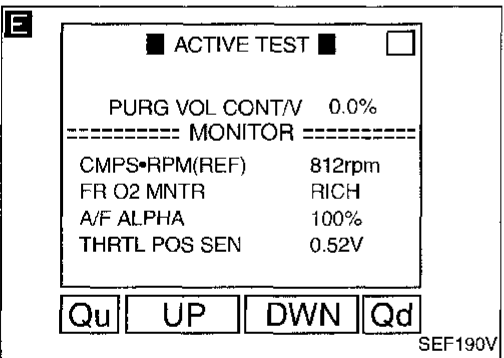 E
■ ACTIVE TEST ■
PURG VOL CONT/V 0.0%
========== MONITOR ==========
CMPS•RPM(REF) 812rpm
FR O2 MNTR RICH
A/F ALPHA 100%
THRTL POS SEN 0.52V
Qu UP DWN Qd
SEF190V